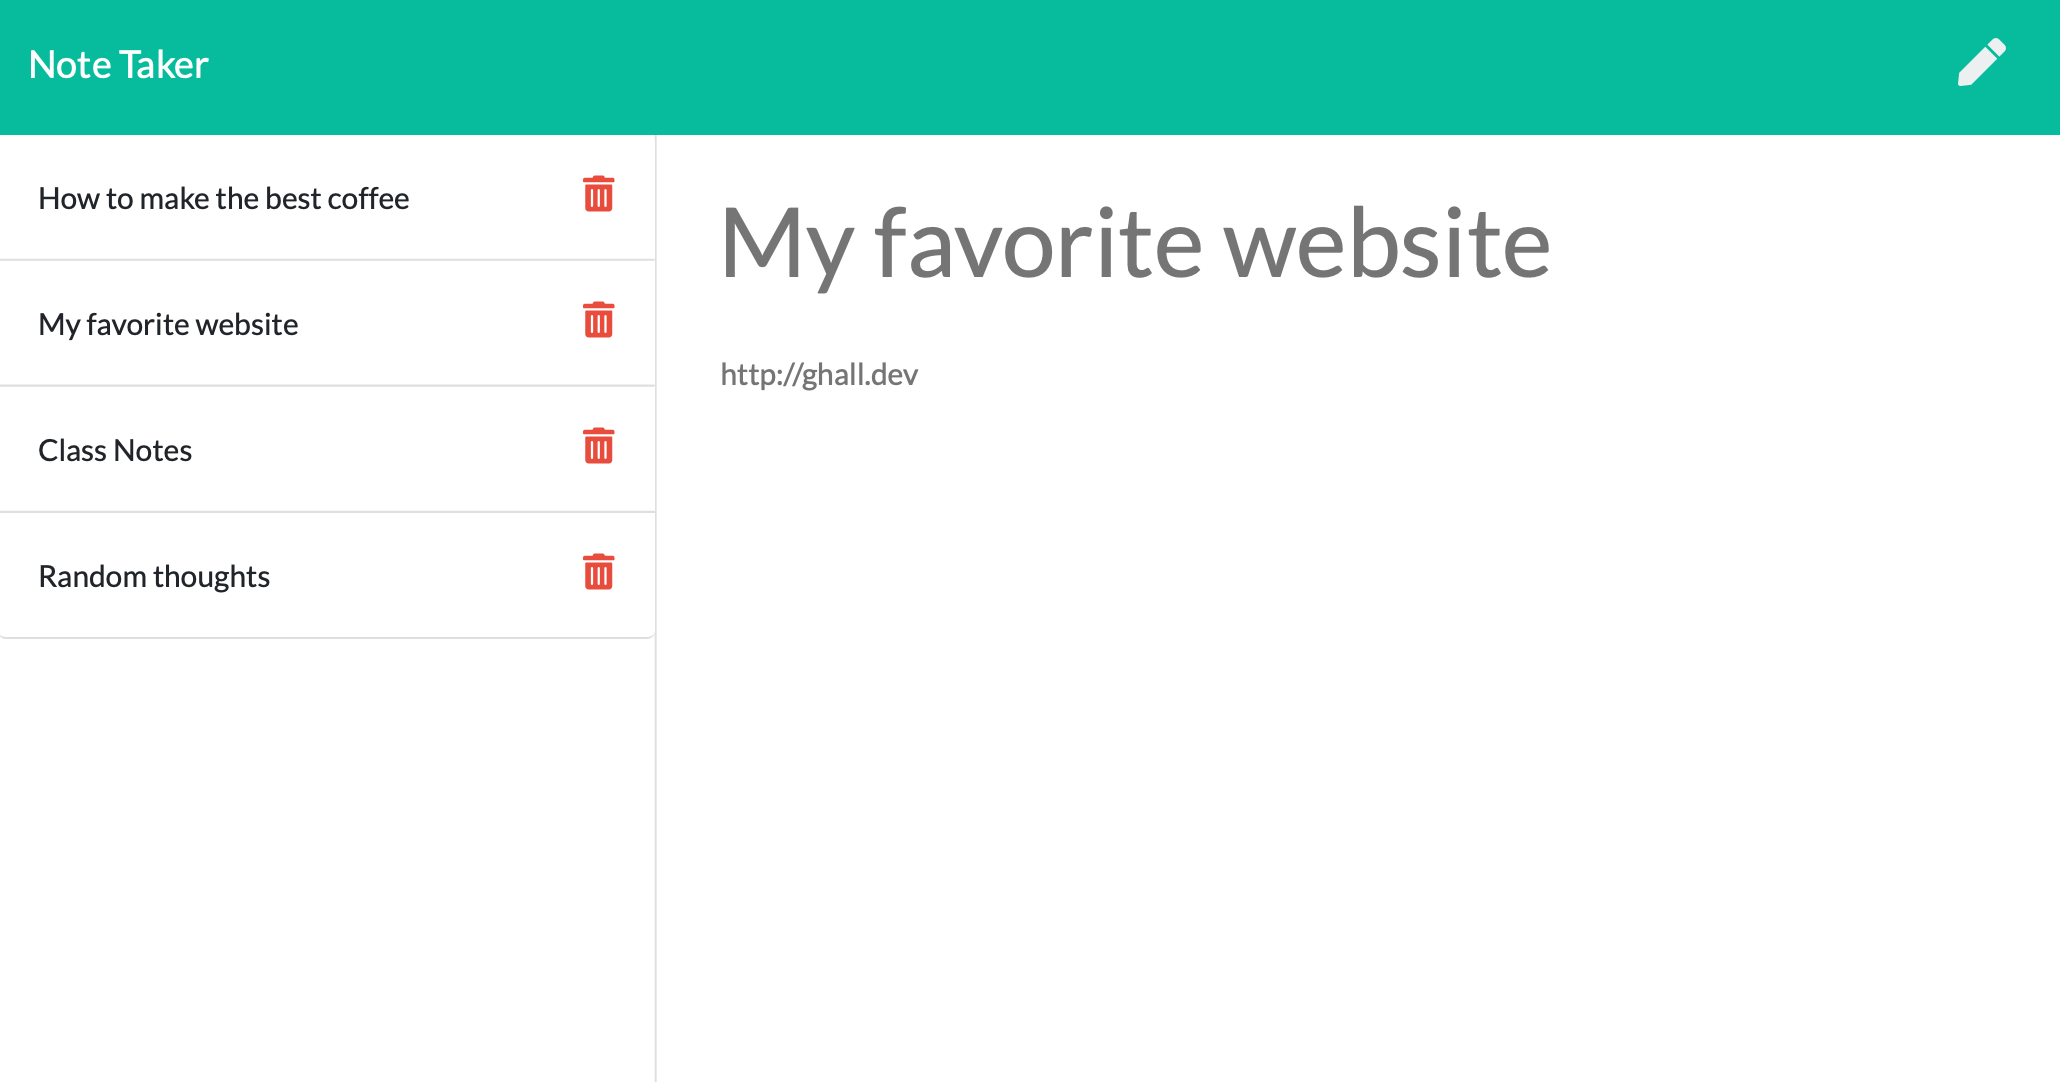 Note Taker
How to make the best coffee
My favorite website
Class Notes
Random thoughts
My favorite website
http://ghall.dev